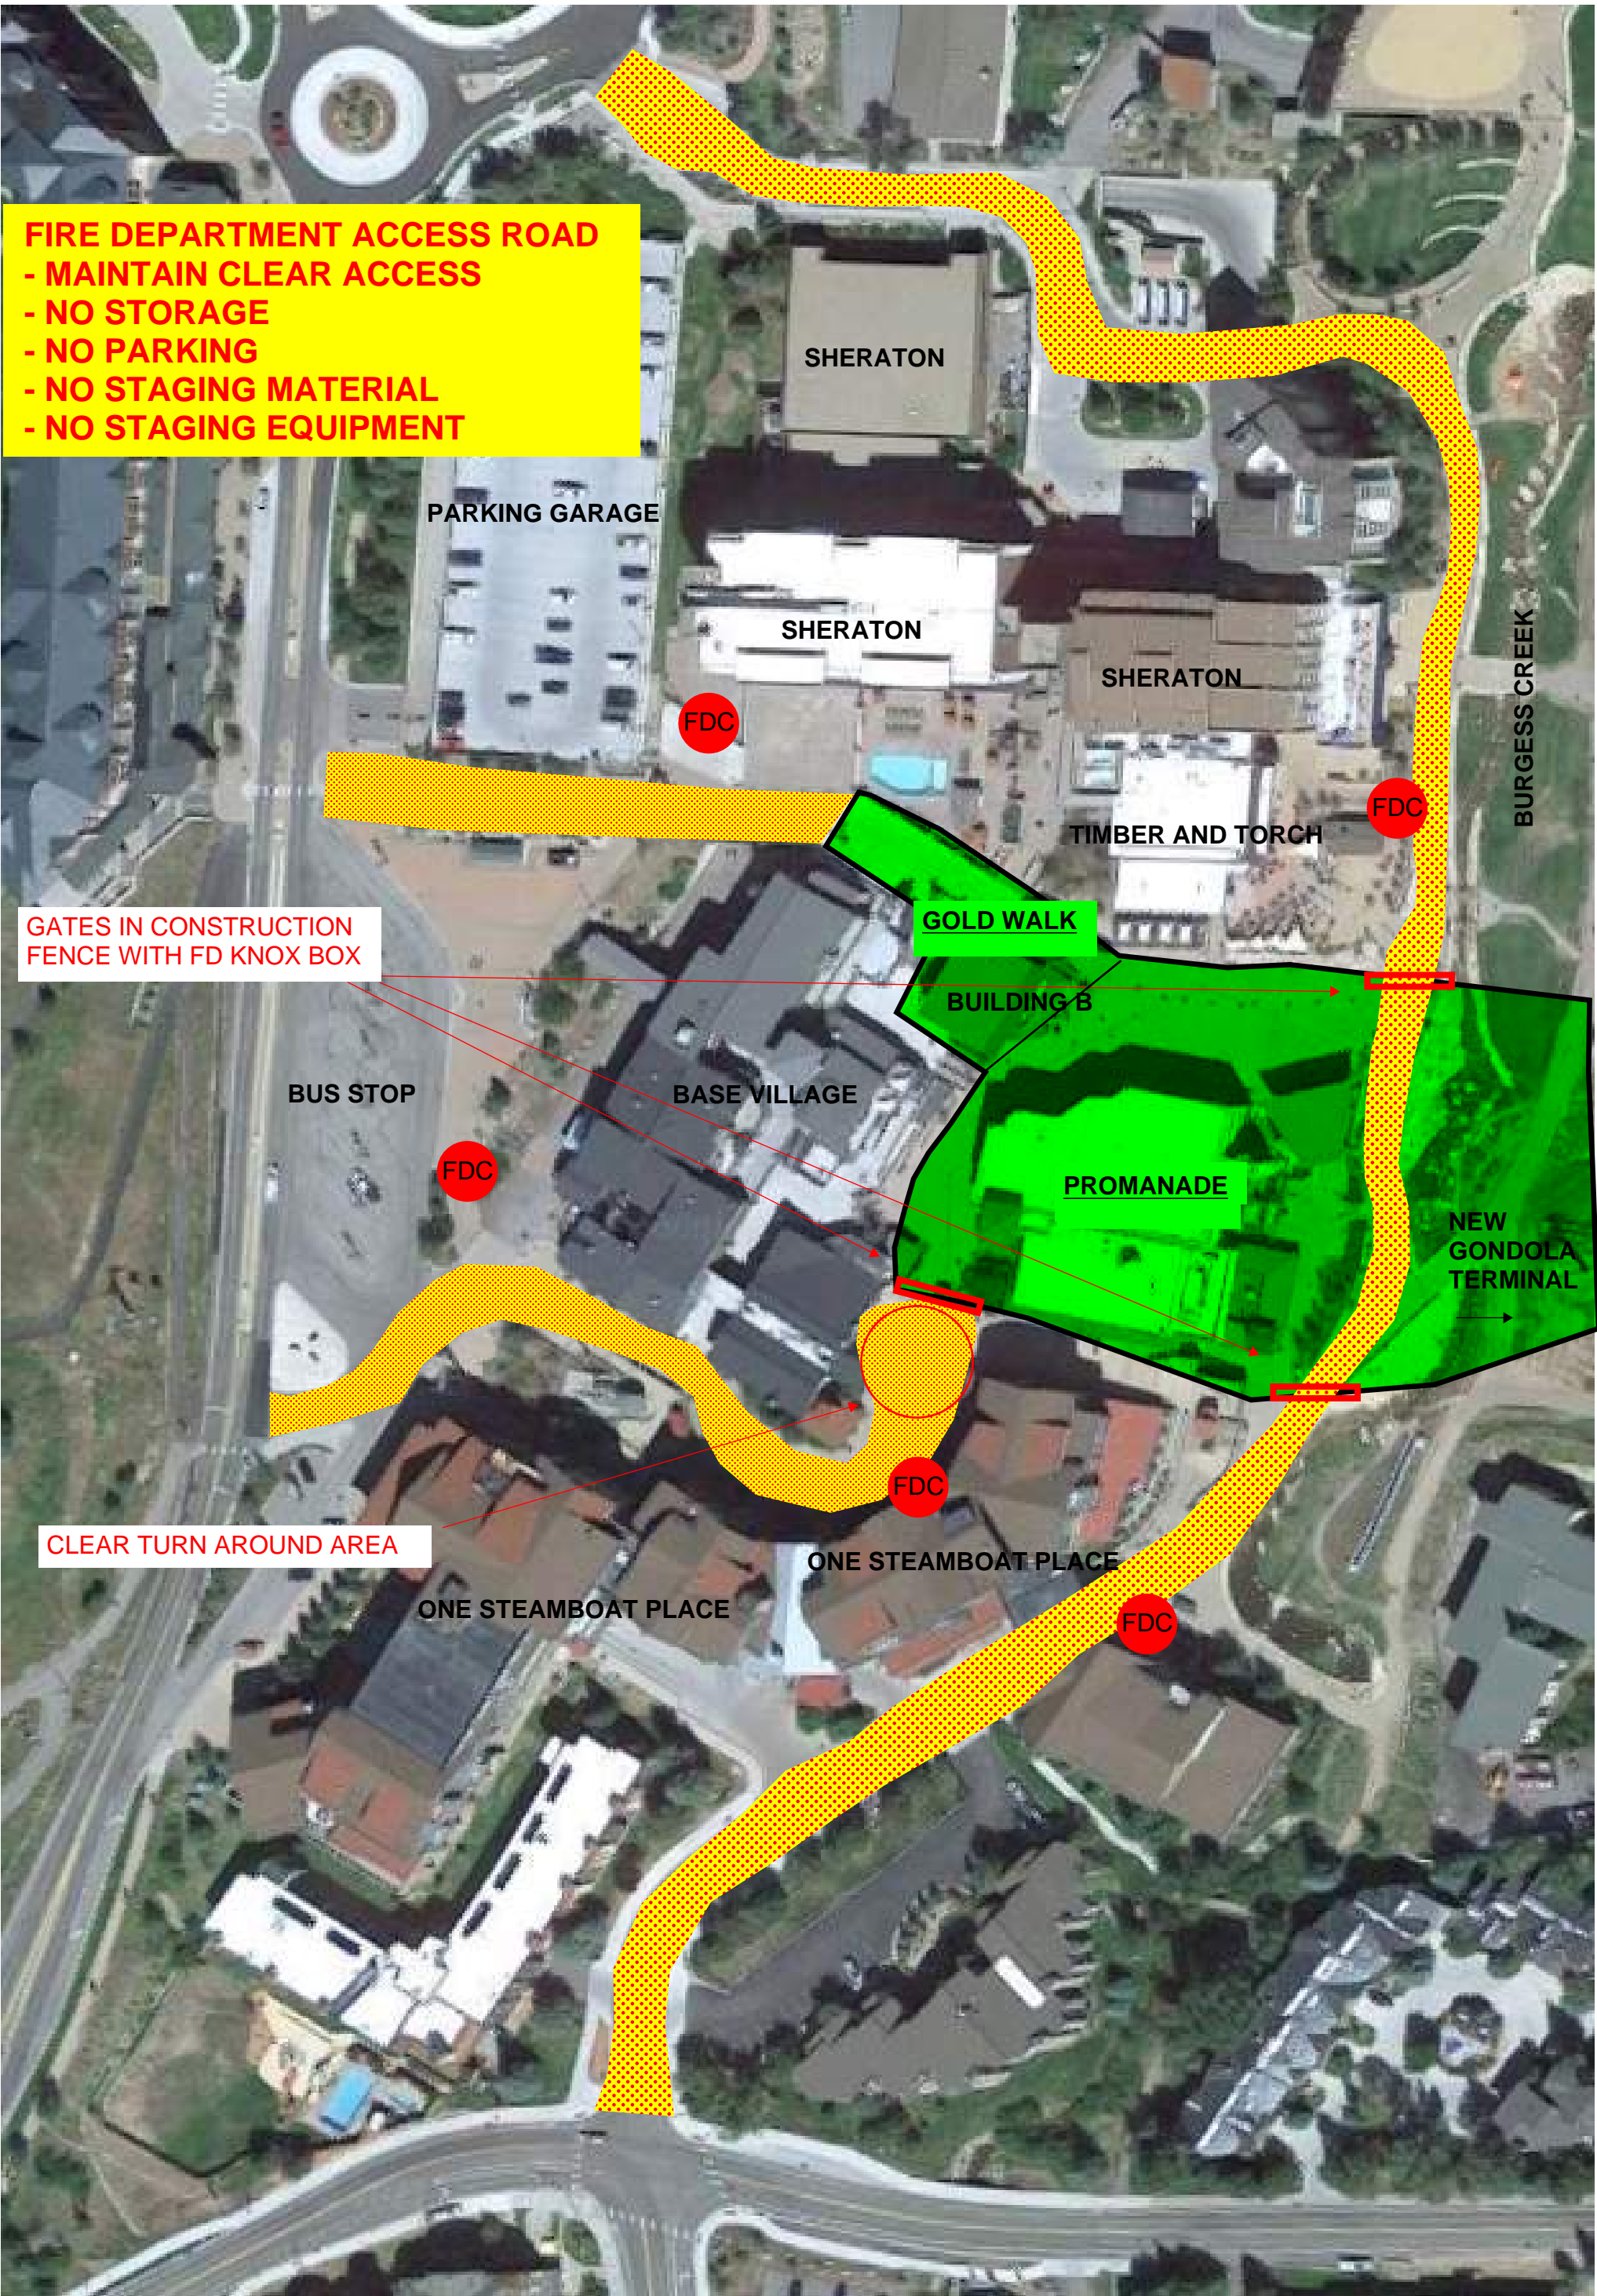 FIRE DEPARTMENT ACCESS ROAD
- MAINTAIN CLEAR ACCESS
- NO STORAGE
- NO PARKING
- NO STAGING MATERIAL
- NO STAGING EQUIPMENT
SHERATON
PARKING GARAGE
SHERATON
SHERATON
BURGESS CREEK
FDC
FDC
TIMBER AND TORCH
GATES IN CONSTRUCTION
FENCE WITH FD KNOX BOX
GOLD WALK
BUILDING B
BUS STOP
BASE VILLAGE
FDC
PROMANADE
NEW
GONDOLA
TERMINAL
FDC
CLEAR TURN AROUND AREA
ONE STEAMBOAT PLACE
ONE STEAMBOAT PLACE
FDC